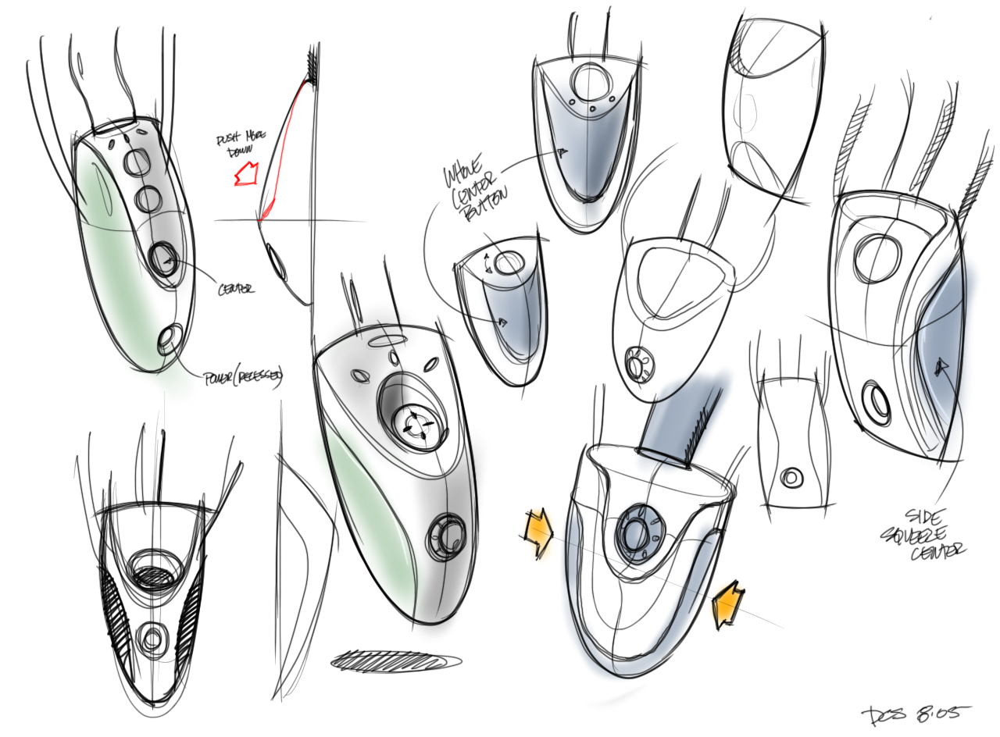 PUSH MORE
DOWN
WHOLE
CENTER
BUTTON
CENTER
POWER (RECESSED)
SIDE
SQUEEZE
CENTER
DCS 8.05